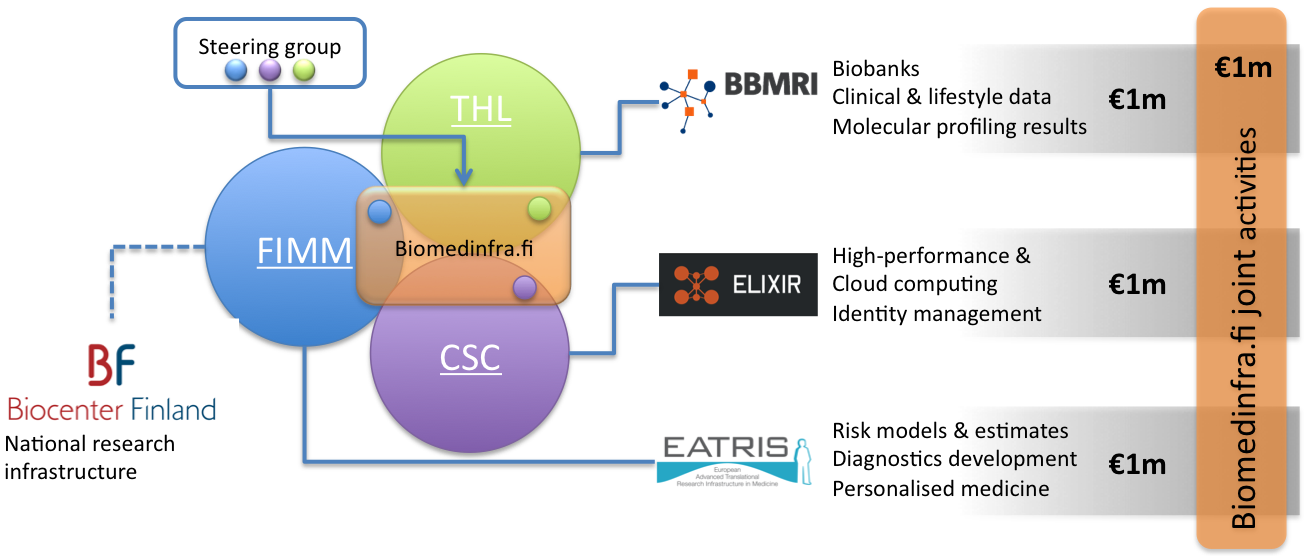 Steering group
THL
FIMM
Biomedinfra.fi
CSC
BF
Biocenter Finland
National research
infrastructure
BBMRI
Biobanks
Clinical & lifestyle data
Molecular profiling results
€1m
ELIXIR
High-performance &
Cloud computing
Identity management
€1m
EATRIS
European
Advanced Translational
Research Infrastructure in Medicine
Risk models & estimates
Diagnostics development
Personalised medicine
€1m
€1m
Biomedinfra.fi joint activities